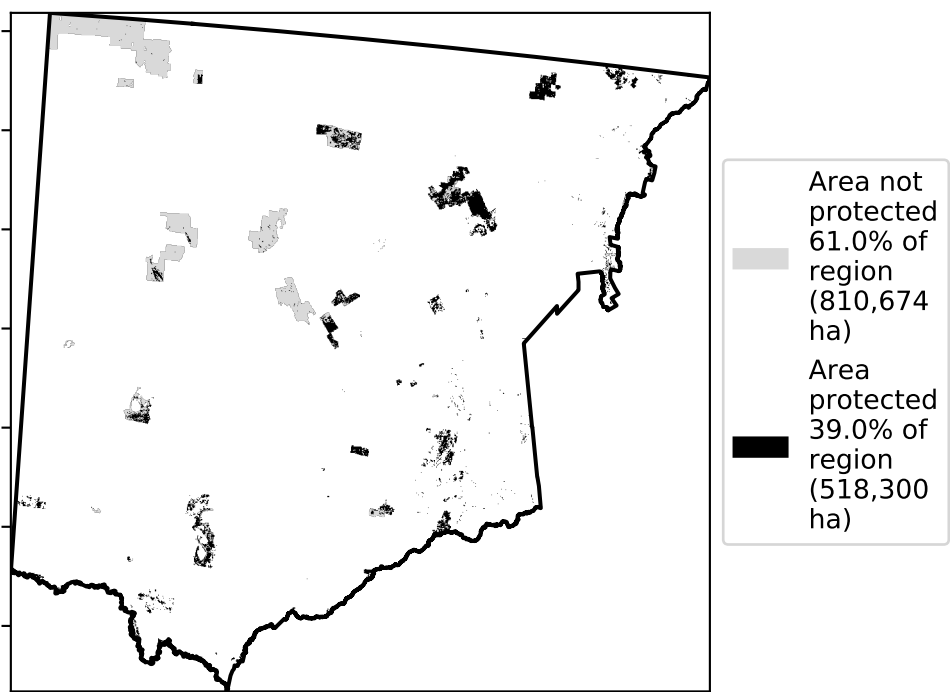 Area not
protected
61.0% of
region
(810,674
ha)
Area
protected
39.0% of
region
(518,300
ha)